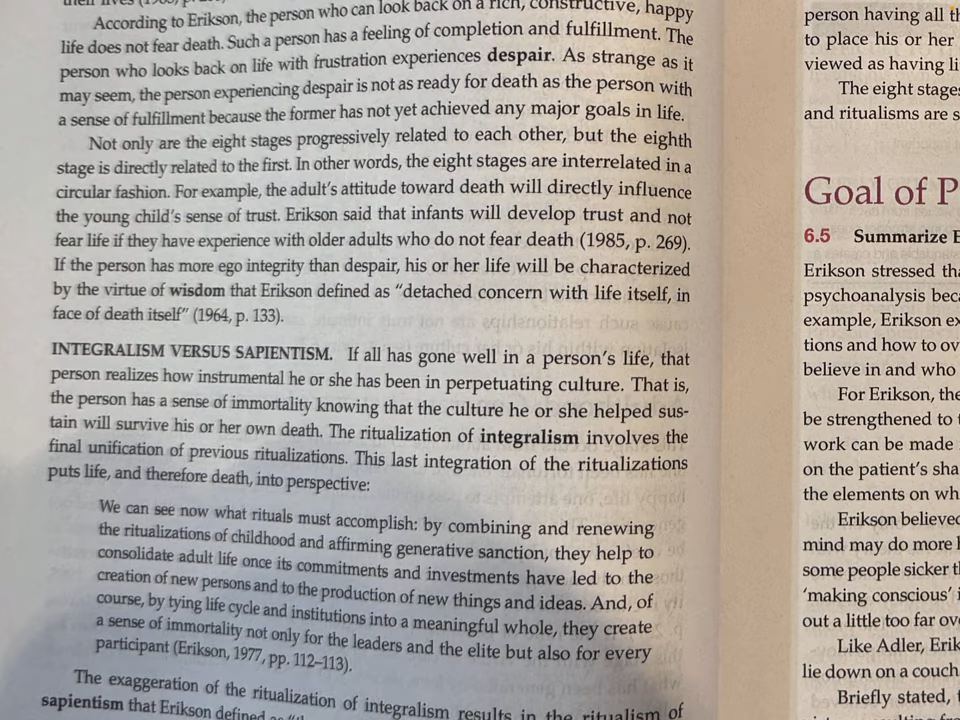 According to Erikson, the person who can look back on a rich, constructive, happy
life does not fear death. Such a person has a feeling of completion and fulfillment. The
person who looks back on life with frustration experiences despair. As strange as it
may seem, the person experiencing despair is not as ready for death as the person with
a sense of fulfillment because the former has not yet achieved any major goals in life.
Not only are the eight stages progressively related to each other, but the eighth
stage is directly related to the first. In other words, the eight stages are interrelated in a
circular fashion. For example, the adult's attitude toward death will directly influence
the young child's sense of trust. Erikson said that infants will develop trust and not
fear life if they have experience with older adults who do not fear death (1985, p. 269).
If the person has more ego integrity than despair, his or her life will be characterized
by the virtue of wisdom that Erikson defined as "detached concern with life itself, in
face of death itself" (1964, p. 133).
INTEGRALISM VERSUS SAPIENTISM. If all has gone well in a person's life, that
person realizes how instrumental he or she has been in perpetuating culture. That is,
the person has a sense of immortality knowing that the culture he or she helped sus-
tain will survive his or her own death. The ritualization of integralism involves the
final unification of previous ritualizations. This last integration of the ritualizations
puts life, and therefore death, into perspective:
We can see now what rituals must accomplish: by combining and renewing
the ritualizations of childhood and affirming generative sanction, they help to
consolidate adult life once its commitments and investments have led to the
creation of new persons and to the production of new things and ideas. And, of
course, by tying life cycle and institutions into a meaningful whole, they create
a sense of immortality not only for the leaders and the elite but also for every
participant (Erikson, 1977, pp. 112–113).
The exaggeration of the ritualization of integralism results in the ritualism of
sapientism that Erikson defined as
person having all
to place his or her
viewed as having
The eight stages
and ritualisms are
Goal of
6.5 Summarize
Erikson stressed
psychoanalysis
example, Erikson
tions and how to
believe in and who
For Erikson, the
be strengthened to
work can be made
on the patient's
the elements on
Erikson believed
mind may do more
some people sicker
'making conscious'
out a little too far
Like Adler,
lie down on a couch
Briefly stated,